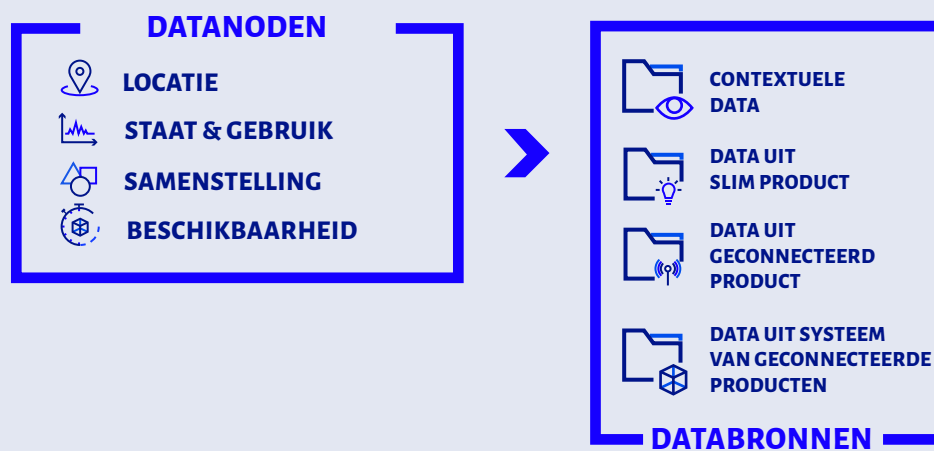 DATANODEN
LOCATIE
STAAT & GEBRUIK
SAMENSTELLING
BESCHIKBAARHEID
CONTEXTUELE
DATA
DATA UIT
SLIM PRODUCT
DATA UIT
GECONNECTEERD
PRODUCT
DATA UIT SYSTEEM
VAN GECONNECTEERDE
PRODUCTEN
DATABRONNEN